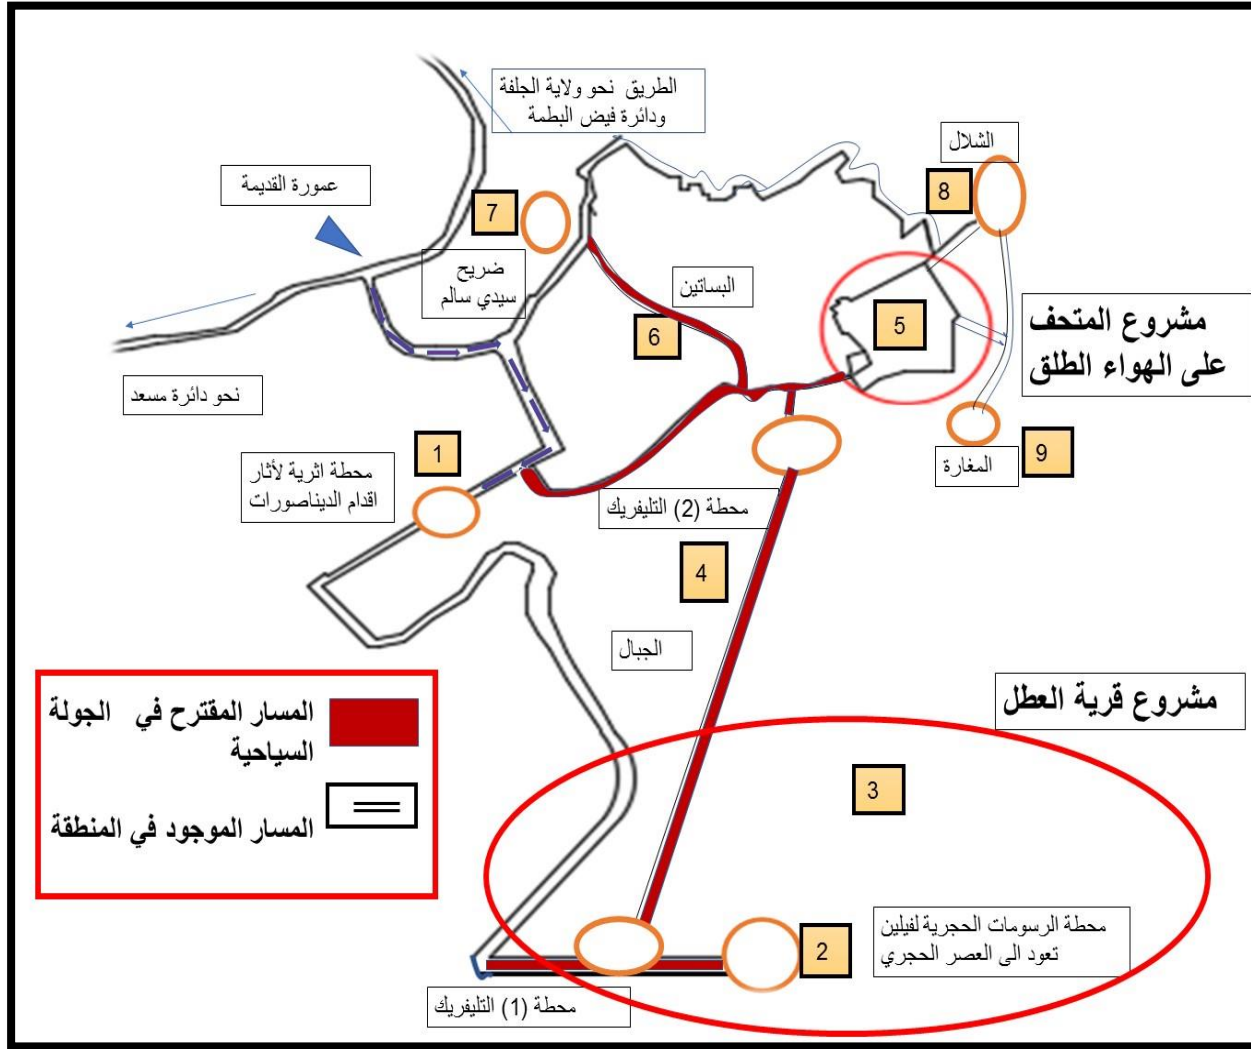 الطريق نحو ولاية الجلفة
ودائرة فيض البطمة
الشلال
8
عمورة القديمة
7
ضريح
سيدي سالم
البساتين
6
5
مشروع المتحف
على الهواء الطلق
نحو دائرة مسعد
1
محطة اثرية لأثار
اقدام الديناصورات
المغارة
9
محطة (2) التليفريك
4
الجبال
مشروع قرية العطل
المسار المقترح في الجولة
السياحية
المسار الموجود في المنطقة
3
محطة الرسومات الحجرية لفيلين
تعود الى العصر الحجري
2
محطة (1) التليفريك